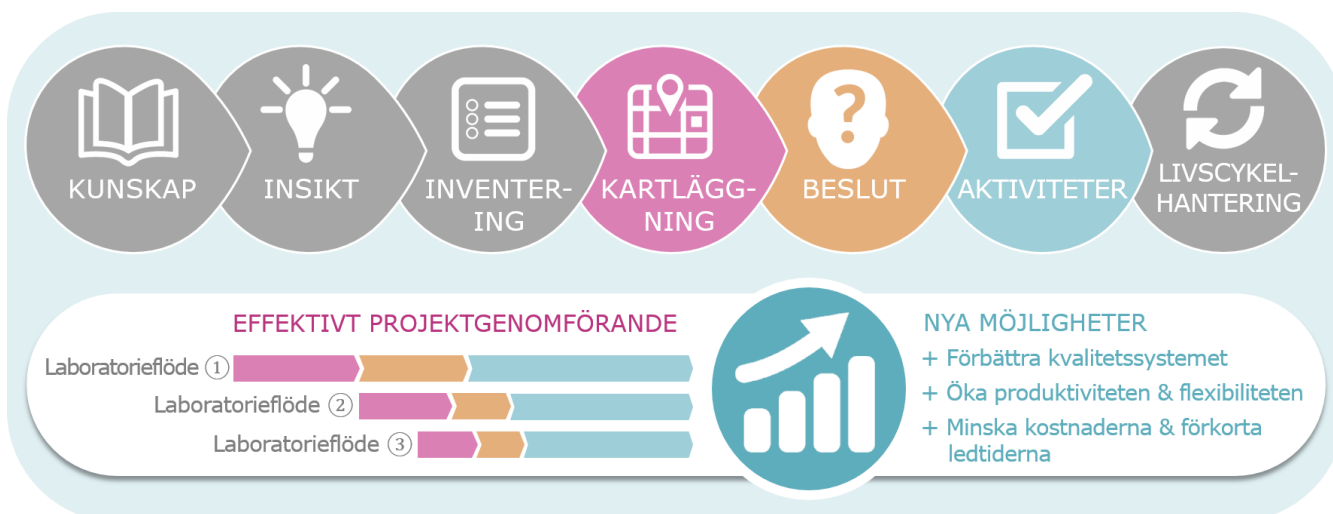 KUNSKAP
INSIKT
INVENTER-
ING
KARTLÄGG-
NING
?
BESLUT
AKTIVITETER
LIVSCYKEL-
HANTERING
EFFEKTIVT PROJEKTGENOMFÖRANDE
Laboratorieflöde ①
Laboratorieflöde ②
Laboratorieflöde ③
NYA MÖJLIGHETER
+ Förbättra kvalitetssystemet
+ Öka produktiviteten & flexibiliteten
+ Minska kostnaderna & förkorta
ledtiderna